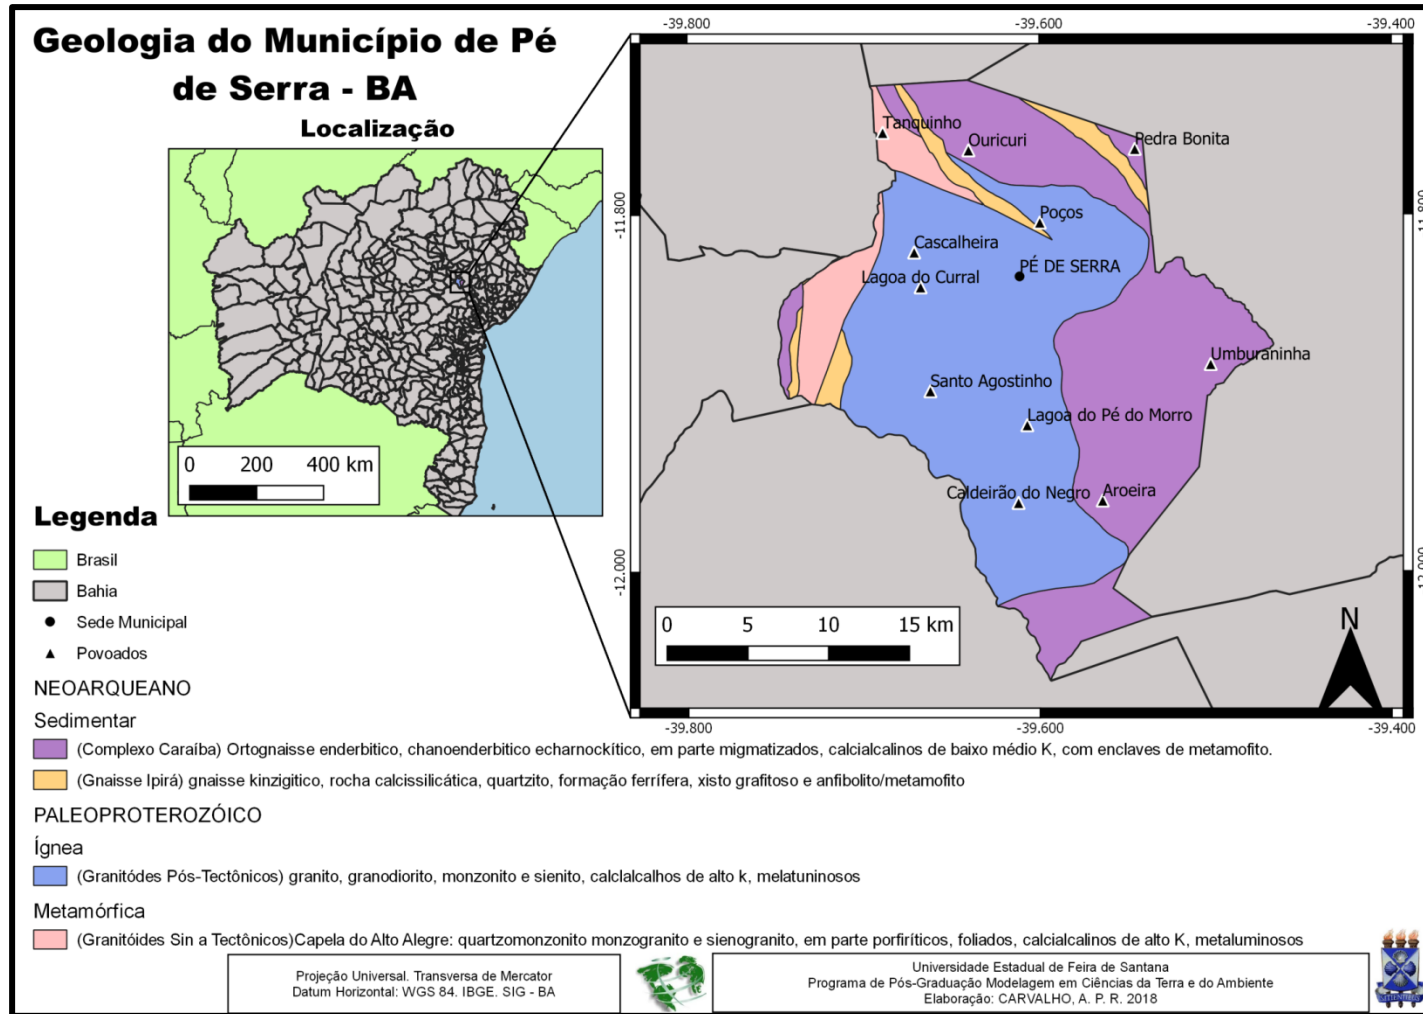 Geologia do Município de Pé
de Serra - BA
Localização
0 200 400 km
Legenda
Brasil
Bahia
Sede Municipal
Povoados
NEOARQUEANO
Sedimentar
(Complexo Caraíba) Ortognaisse enderbitico, chanoenderbitico echarnockítico, em parte migmatizados, calcialcalinos de baixo médio K, com enclaves de metamofito.
(Gnaisse Ipirá) gnaisse kinzigitico, rocha calcissilicática, quartzito, formação ferrífera, xisto grafitoso e anfibolito/metamofito
PALEOPROTEROZÓICO
Ígnea
(Granitódes Pós-Tectônicos) granito, granodiorito, monzonito e sienito, calclalcalhos de alto k, melatuninosos
Metamórfica
(Granitóides Sin a Tectônicos)Capela do Alto Alegre: quartzomonzonito monzogranito e sienogranito, em parte porfiríticos, foliados, calcialcalinos de alto K, metaluminosos
-39.800 -39.600 -39.400
-11.800 -11.800
-12.000 -12.000
Tanquinho
Ouricuri
Pedra Bonita
Poços
Cascalheira
PÉ DE SERRA
Lagoa do Curral
Umburaninha
Santo Agostinho
Lagoa do Pé do Morro
Caldeirão do Negro
Aroeira
0 5 10 15 km
N
-39.800 -39.600 -39.400
Projeção Universal. Transversa de Mercator
Datum Horizontal: WGS 84. IBGE. SIG - BA
Universidade Estadual de Feira de Santana
Programa de Pós-Graduação Modelagem em Ciências da Terra e do Ambiente
Elaboração: CARVALHO, A. P. R. 2018